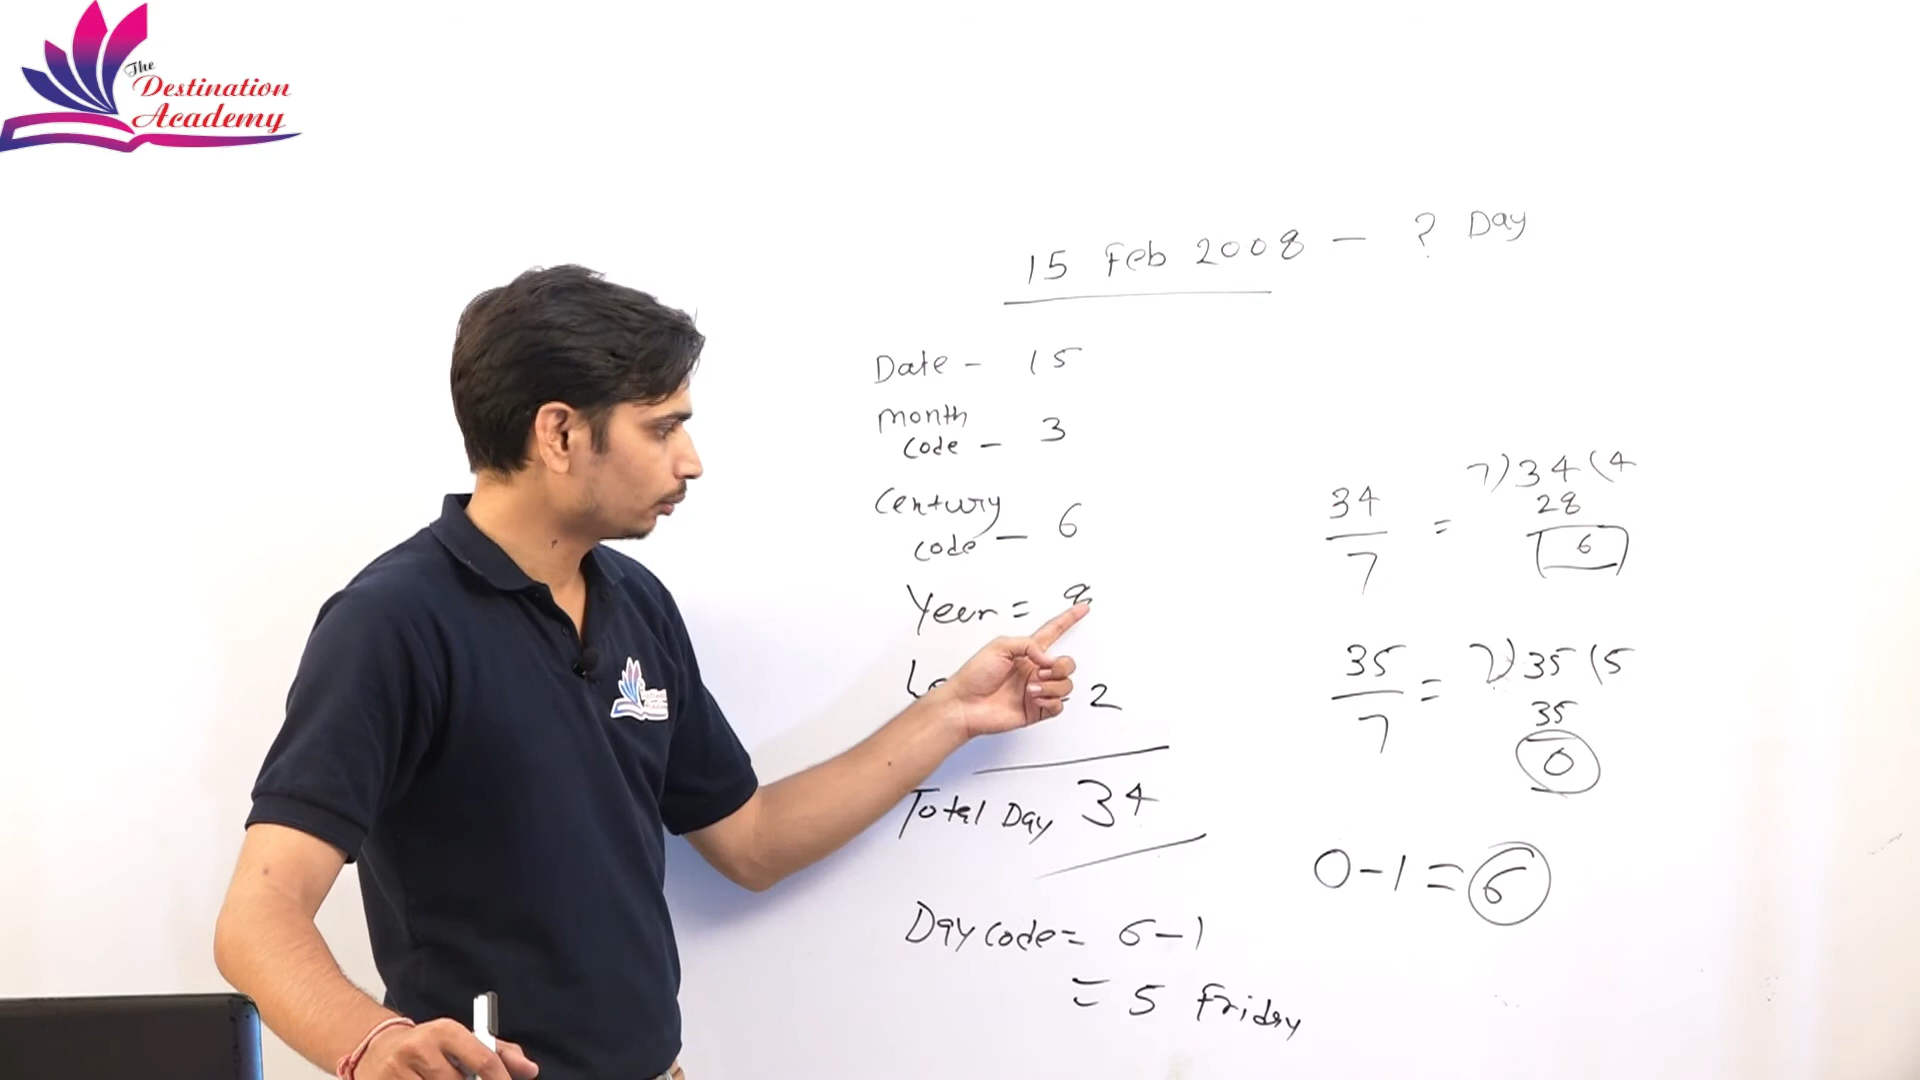 The
Destination
Academy
15 Feb 2008 — ? Day
Date - 15
month
code - 3
Century
code - 6
Year = 8
2
Total Day 34
Day code = 6-1
= 5 Friday
34
7
=
7)34(4
28
6
35
7
=
7)35(5
35
0
0-1=6